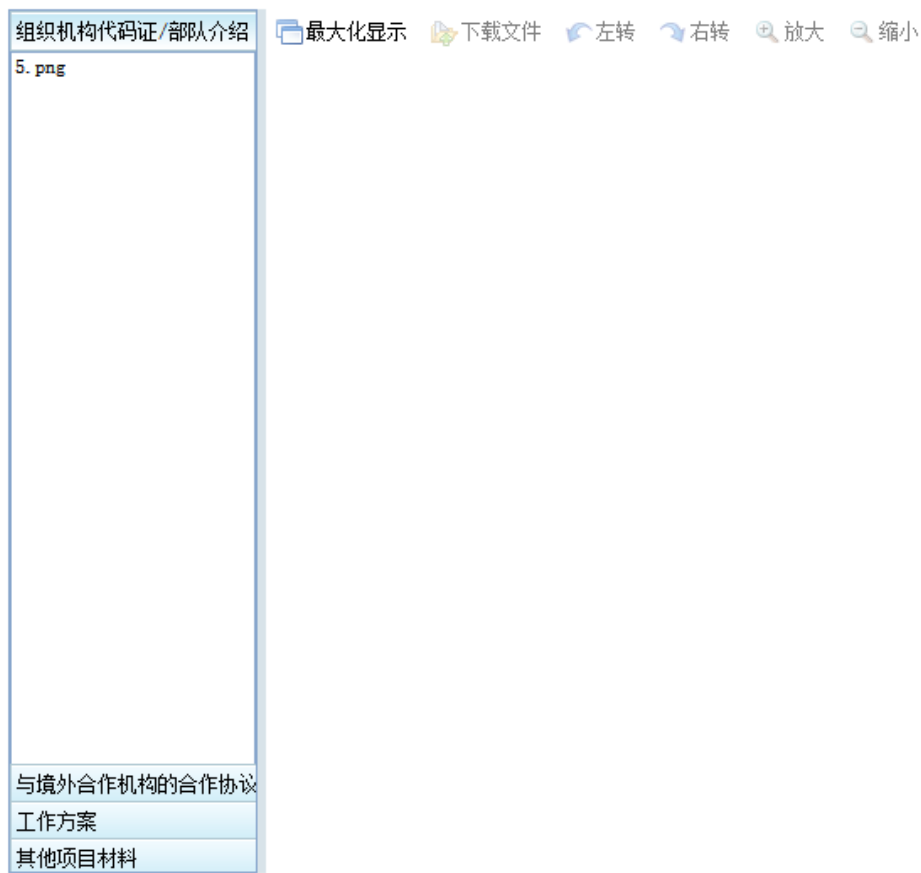 组织机构代码证/部队介绍
最大化显示 下载文件 左转 右转 放大 缩小
5.png
与境外合作机构的合作协议
工作方案
其他项目材料